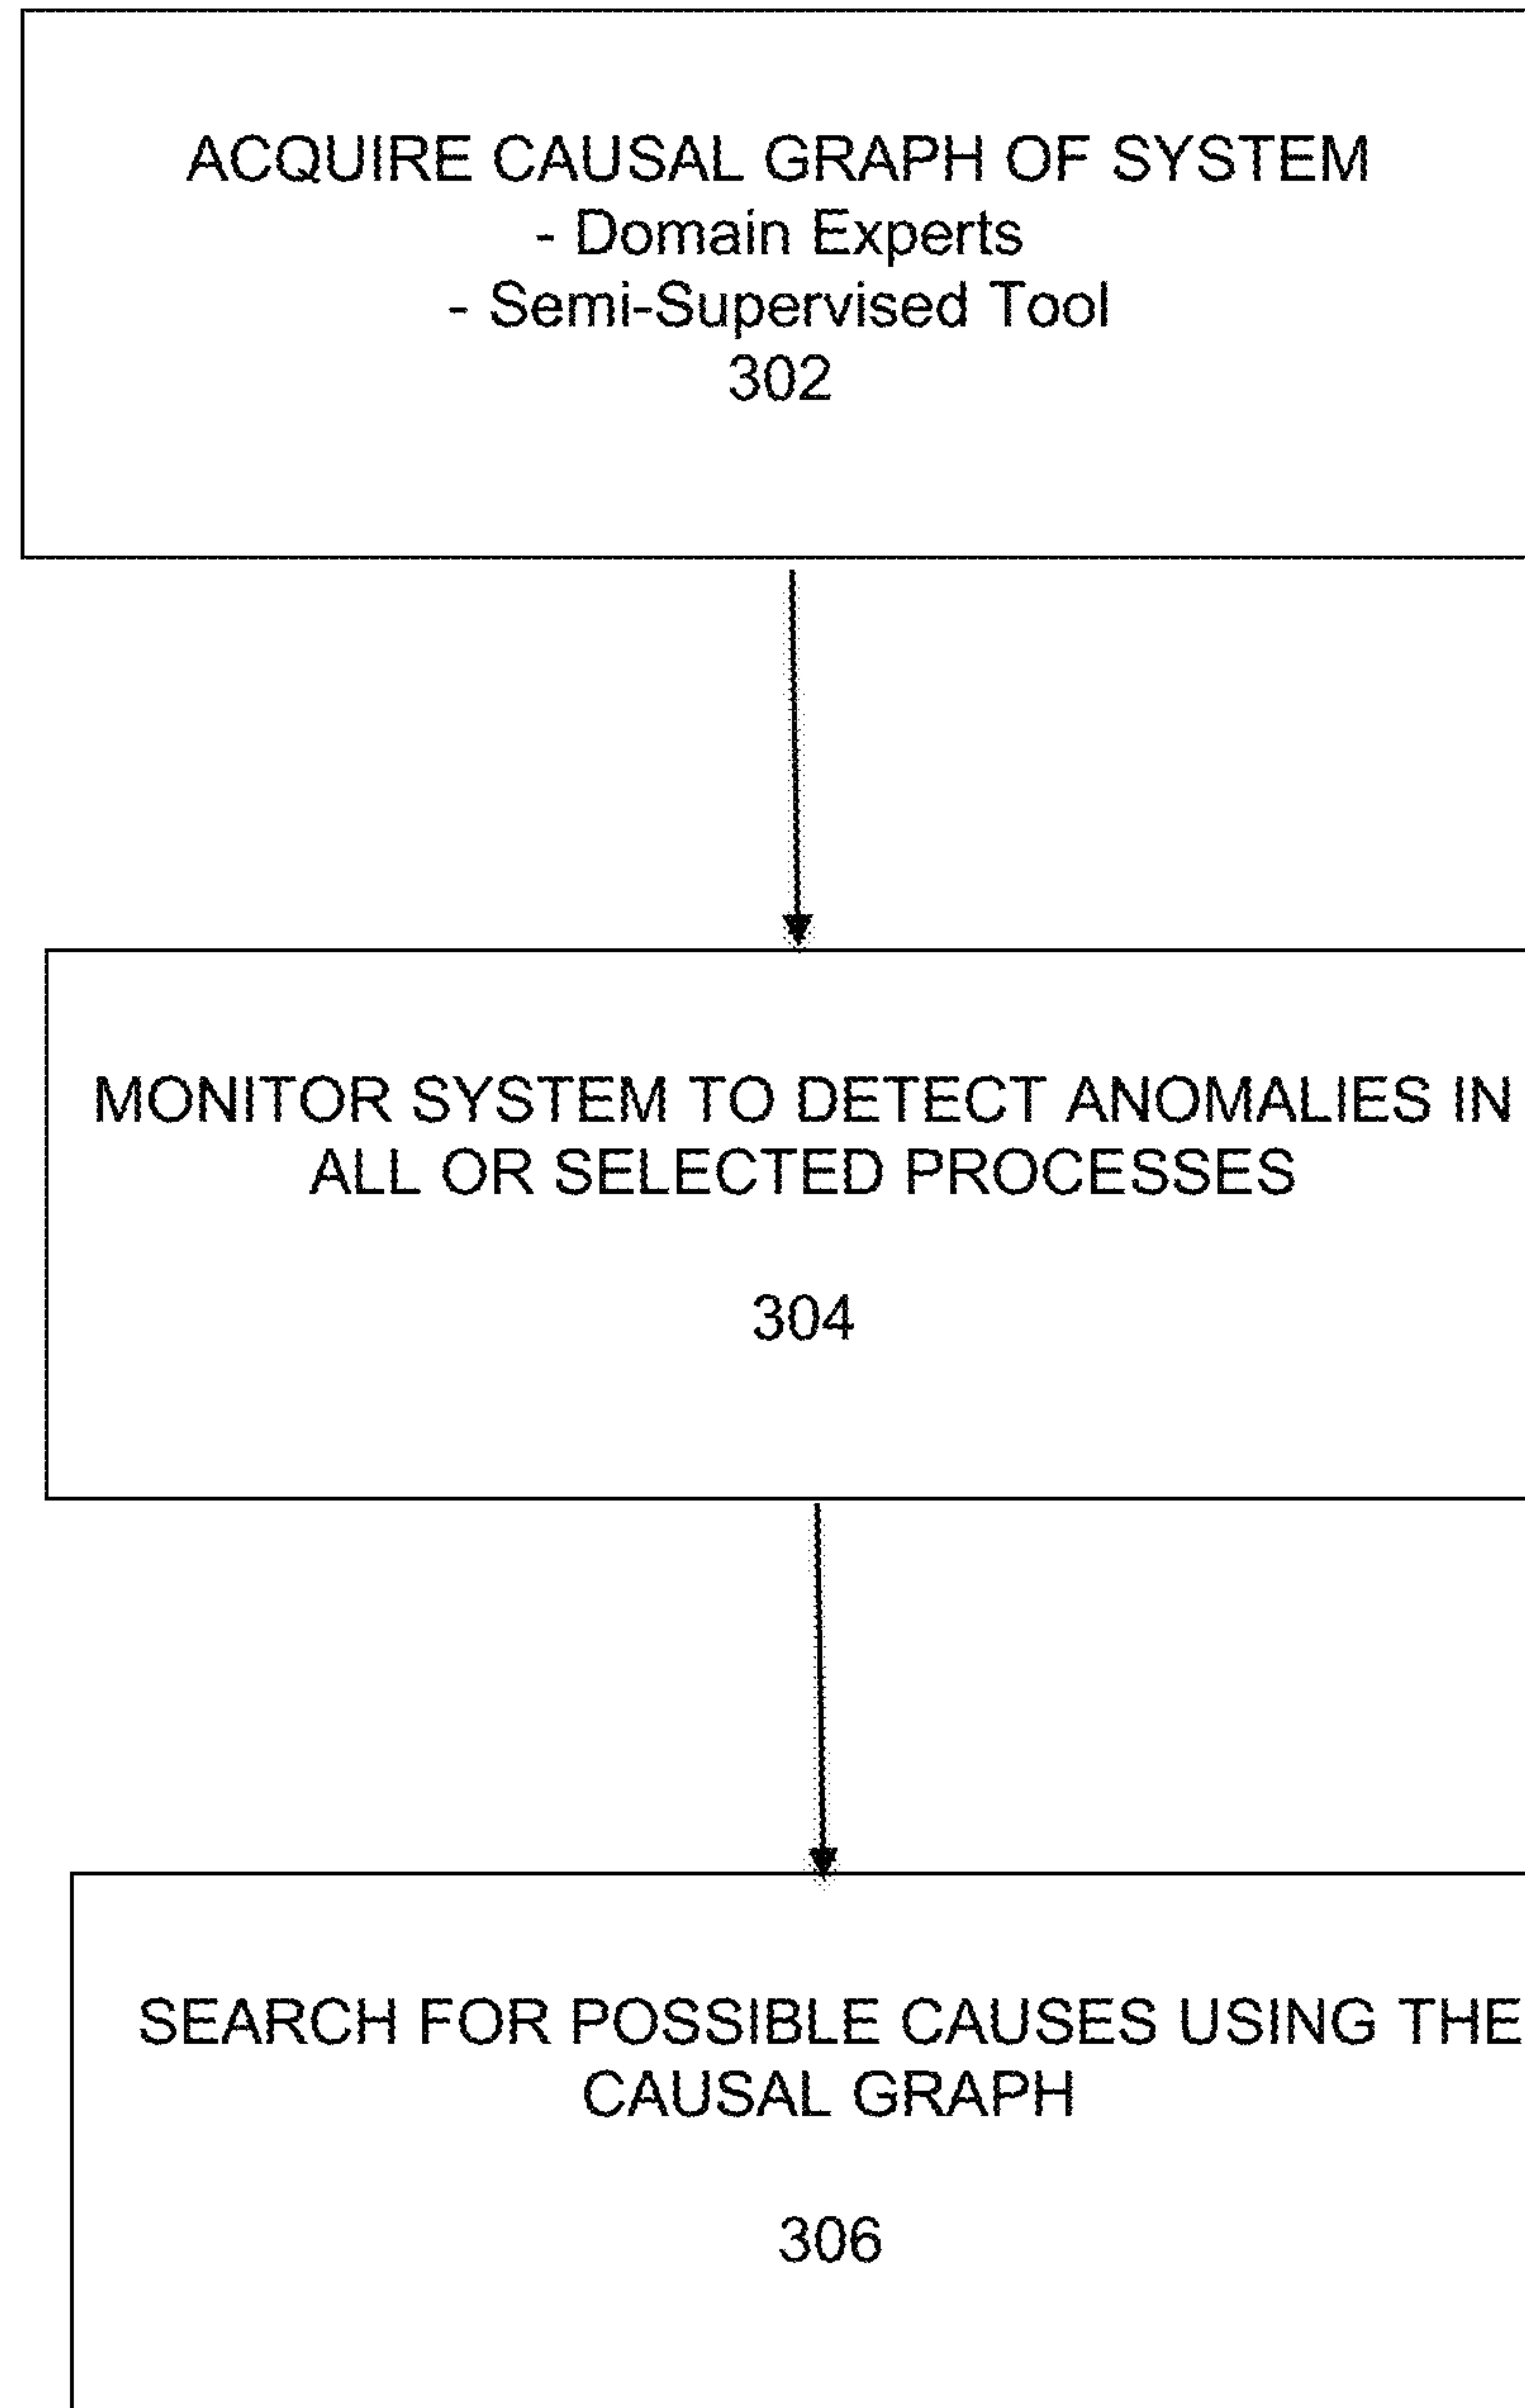 ACQUIRE CAUSAL GRAPH OF SYSTEM
- Domain Experts
- Semi-Supervised Tool
302
MONITOR SYSTEM TO DETECT ANOMALIES IN
ALL OR SELECTED PROCESSES
304
SEARCH FOR POSSIBLE CAUSES USING THE
CAUSAL GRAPH
306